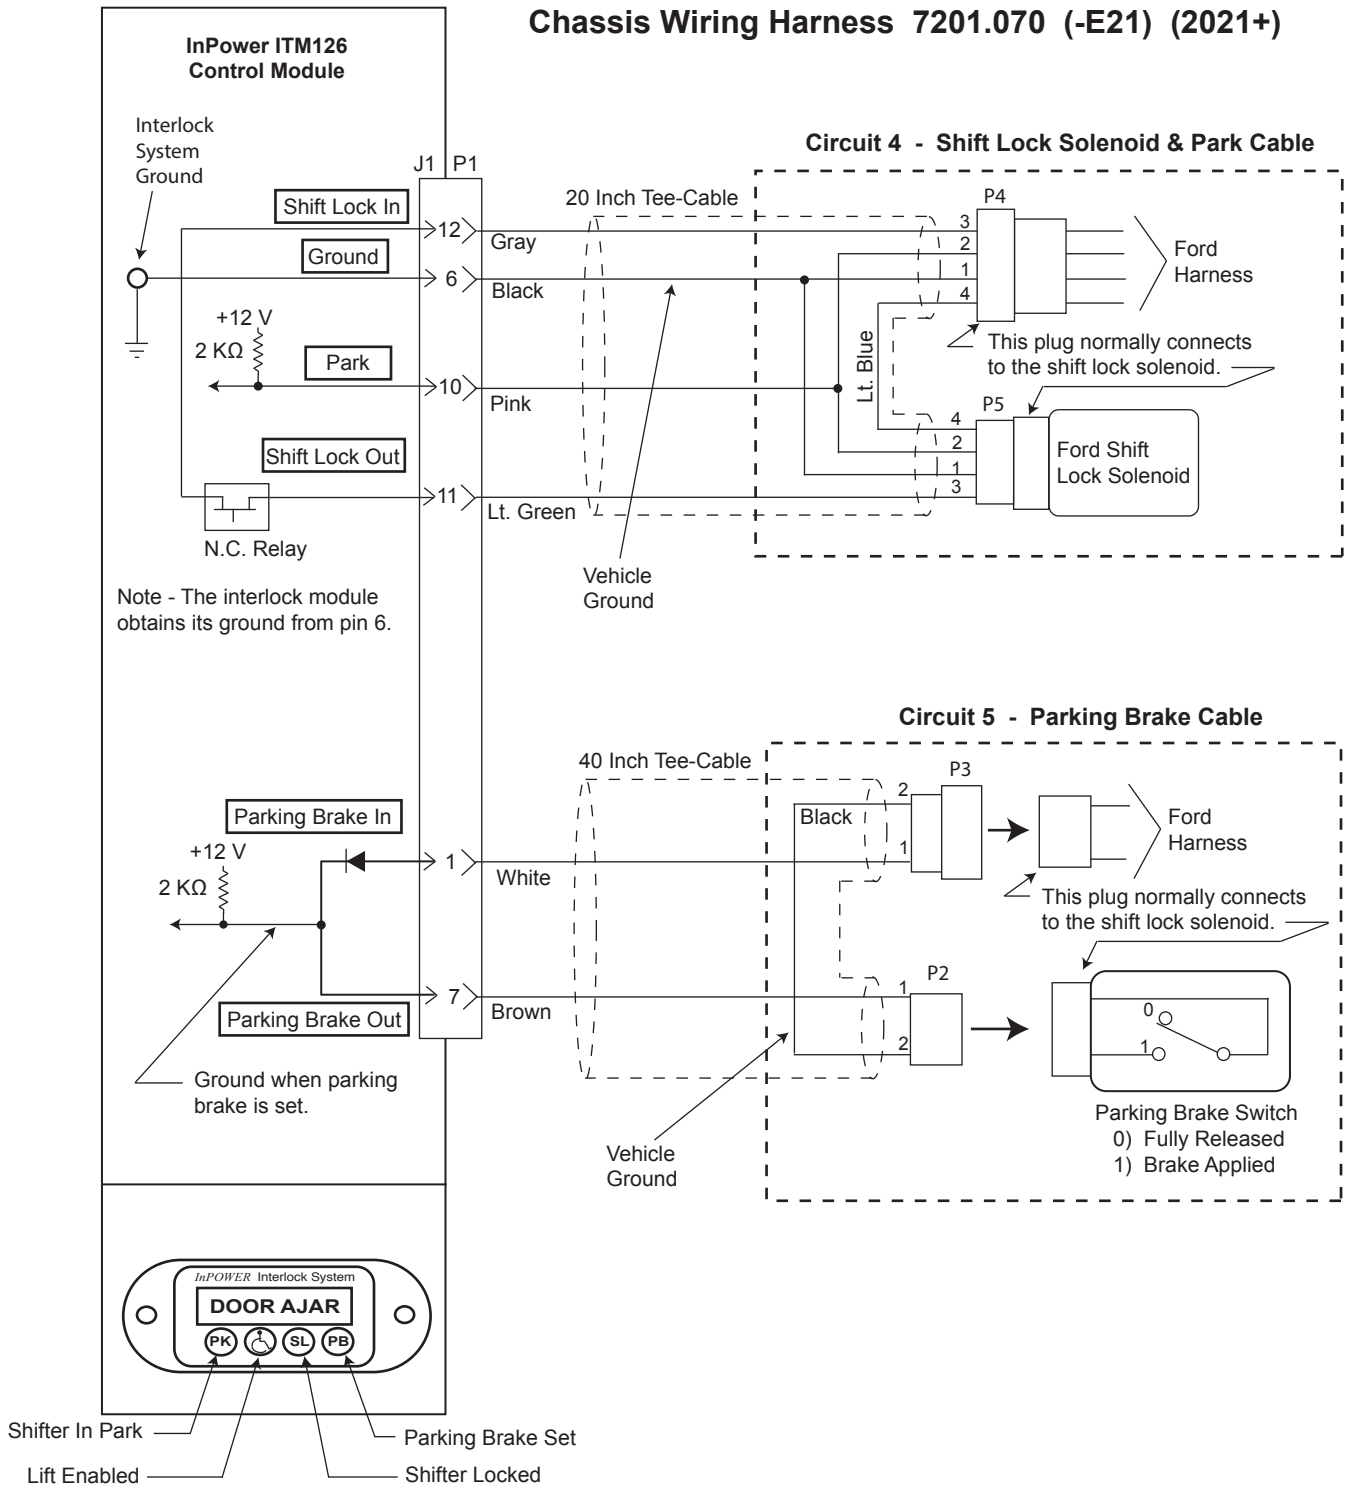 Chassis Wiring Harness 7201.070 (-E21) (2021+)
InPower ITM126
Control Module
Interlock
System
Ground
J1 P1
Circuit 4 - Shift Lock Solenoid & Park Cable
20 Inch Tee-Cable
P4
Shift Lock In
12
Gray
3
2
1
4
Ford
Harness
Ground
6
Black
This plug normally connects
to the shift lock solenoid.
+12 V
2 KΩ
Park
10
Pink
Lt. Blue
P5
4
2
1
3
Ford Shift
Lock Solenoid
Shift Lock Out
11
Lt. Green
N.C. Relay
Vehicle
Ground
Note - The interlock module
obtains its ground from pin 6.
Circuit 5 - Parking Brake Cable
40 Inch Tee-Cable
P3
2
Black
1
Ford
Harness
Parking Brake In
+12 V
2 KΩ
1
White
This plug normally connects
to the shift lock solenoid.
P2
1
2
7
Brown
Parking Brake Out
0
1
Ground when parking
brake is set.
Parking Brake Switch
0) Fully Released
1) Brake Applied
Vehicle
Ground
InPOWER Interlock System
DOOR AJAR
PK SL PB
Shifter In Park
Parking Brake Set
Lift Enabled
Shifter Locked